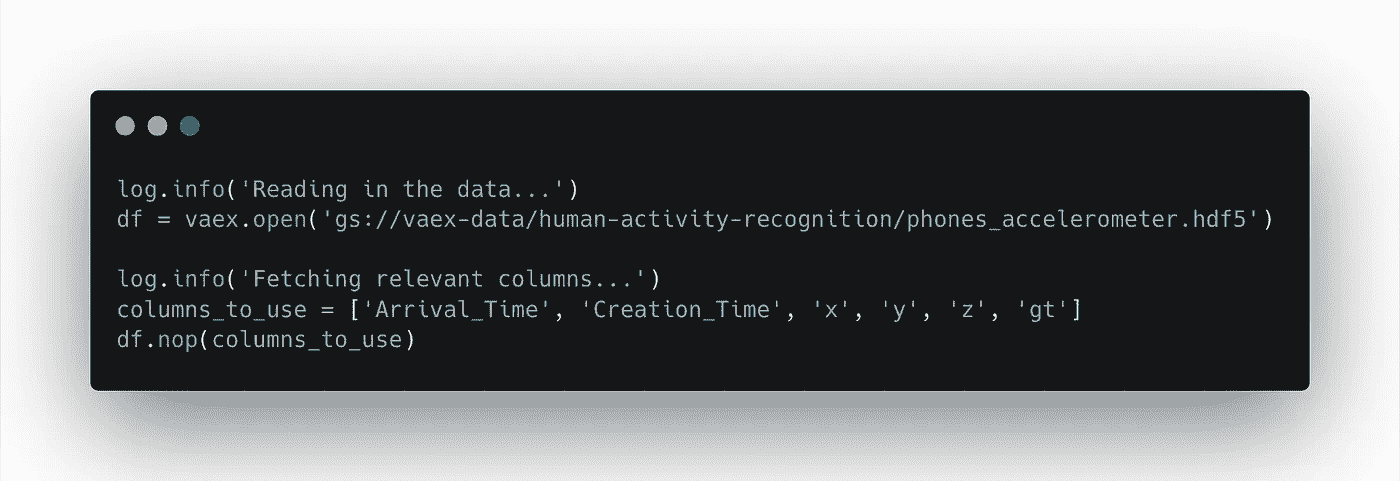 log.info('Reading in the data...')
df = vaex.open('gs://vaex-data/human-activity-recognition/phones_accelerometer.hdf5')
log.info('Fetching relevant columns...')
columns_to_use = ['Arrival_Time', 'Creation_Time', 'x', 'y', 'z', 'gt']
df.nop(columns_to_use)